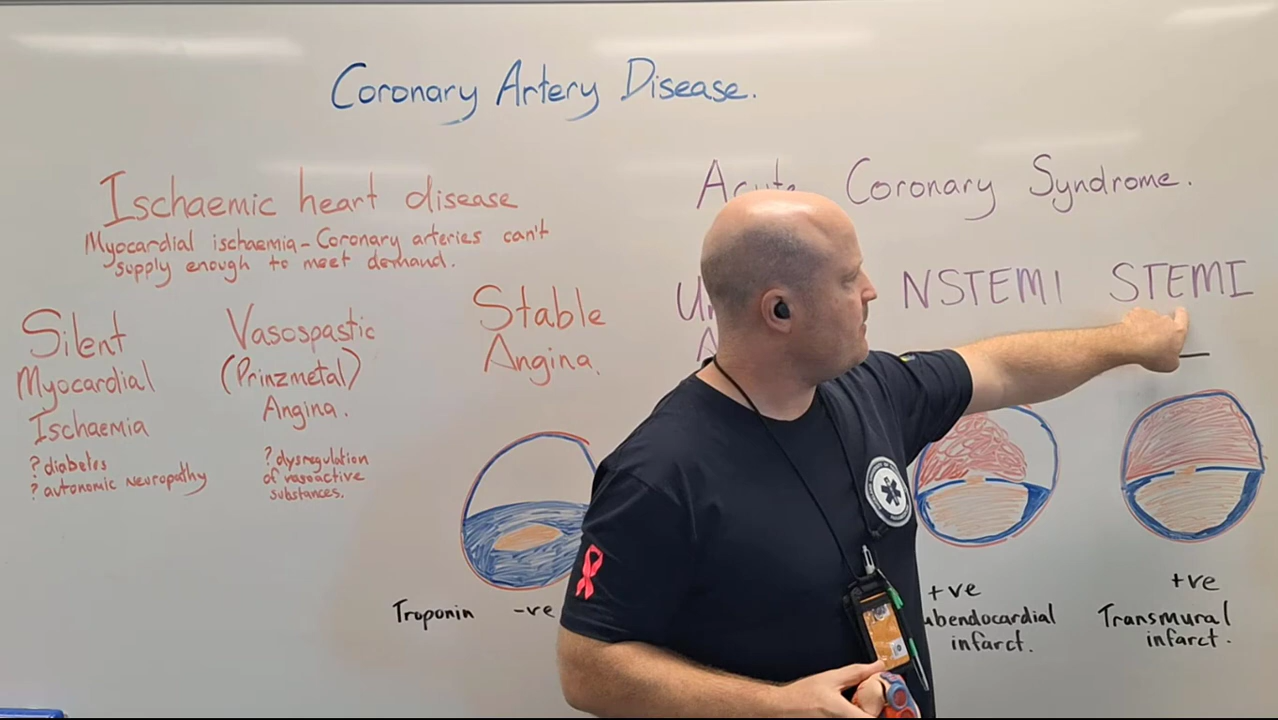 Coronary Artery Disease.
Ischaemic heart disease
Myocardial ischaemia - Coronary arteries can't
supply enough to meet demand.
Silent
Myocardial
Ischaemia
? diabetes
? autonomic neuropathy
Vasospastic
(Prinzmetal)
Angina.
? dysregulation
of vasoactive
substances.
Stable
Angina.
Acute Coronary Syndrome.
NSTEMI
STEMI
Troponin -ve
+ve
infarct.
+ve
Transmural
infarct.